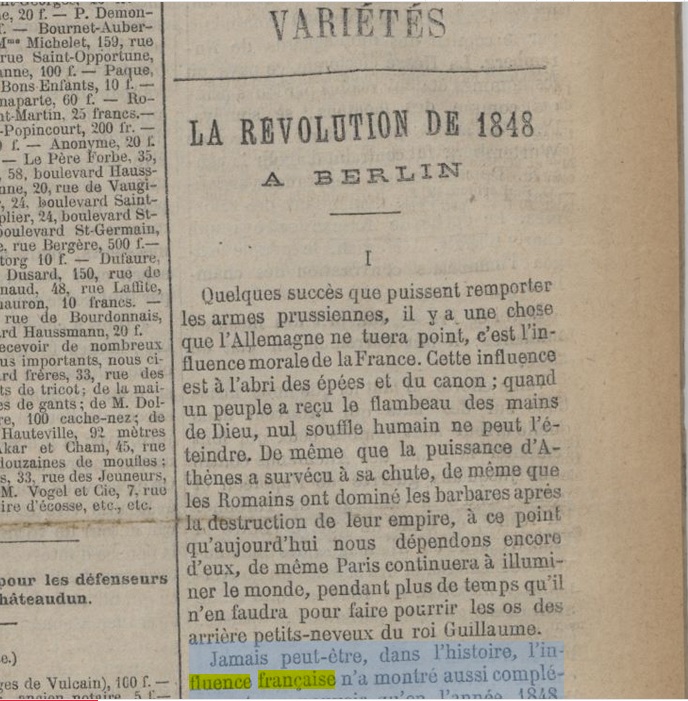 ne, 20 f. — P. Demon-
f. — Bournet-Auber-
Mme Michelet, 159, rue
rue Saint-Opportune,
anne, 100 f. — Paque,
Bons Enfants, 10 f. —
naparte, 60 f. — Ro-
nt-Martin, 25 francs.—
-Popincourt, 200 fr. —
f. — Anonyme, 20 f.
— Le Père Forbe, 35,
, 58, boulevard Hauss-
nne, 20, rue de Vaugi-
, 24, boulevard Saint-
plier, 24, boulevard St-
boulevard St-Germain,
e, rue Bergère, 500 f.—
torg 10 f. — Dufaure,
Dusard, 150, rue de
naud, 48, rue Laffite,
hauron, 10 francs. —
rue de Bourdonnais,
ard Haussmann, 20 f.
ecevoir de nombreux
us importants, nous ci-
rd frères, 33, rue des
ts de tricot; de la mai-
es de gants; de M. Dol-
re, 100 cache-nez; de
Hauteville, 92 mètres
Akar et Cham, 45, rue
douzaines de moufles;
s, 33, rue des Jeuneurs,
M. Vogel et Cie, 7, rue
ire d'écosse, etc., etc.
pour les défenseurs
hâteaudun.
e.)
ges de Vulcain), 100 f. —
ancien notaire, 5 f.—
VARIÉTÉS
LA REVOLUTION DE 1848
A BERLIN
I
Quelques succès que puissent remporter
les armes prussiennes, il y a une chose
que l'Allemagne ne tuera point, c'est l'in-
fluence morale de la France. Cette influence
est à l'abri des épées et du canon; quand
un peuple a reçu le flambeau des mains
de Dieu, nul souffle humain ne peut l'é-
teindre. De même que la puissance d'A-
thènes a survécu à sa chute, de même que
les Romains ont dominé les barbares après
la destruction de leur empire, à ce point
qu'aujourd'hui nous dépendons encore
d'eux, de même Paris continuera à illumi-
ner le monde, pendant plus de temps qu'il
n'en faudra pour faire pourrir les os des
arrière petits-neveux du roi Guillaume.
Jamais peut-être, dans l'histoire, l'in-
fluence française n'a montré aussi complé-
qu'en l'année 1848